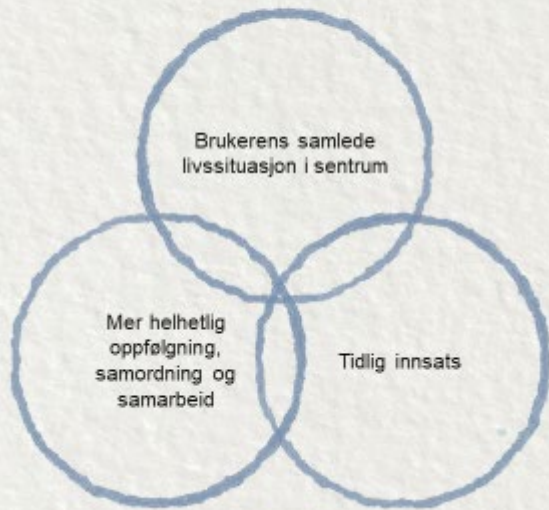 Brukerens samlede
livssituasjon i sentrum
Mer helhetlig
oppfølgning,
samordning og
samarbeid
Tidlig innsats